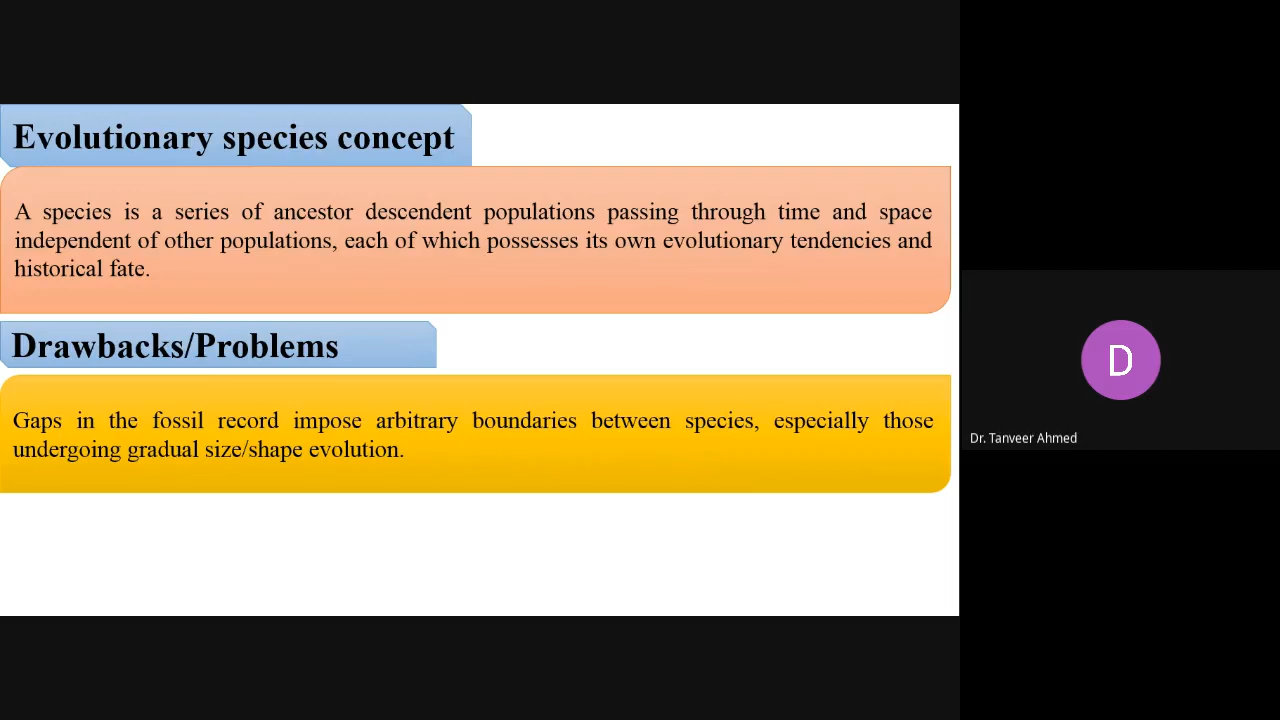 Evolutionary species concept
A species is a series of ancestor descendent populations passing through time and space
independent of other populations, each of which possesses its own evolutionary tendencies and
historical fate.
Drawbacks/Problems
Gaps in the fossil record impose arbitrary boundaries between species, especially those
undergoing gradual size/shape evolution.
D
Dr. Tanveer Ahmed